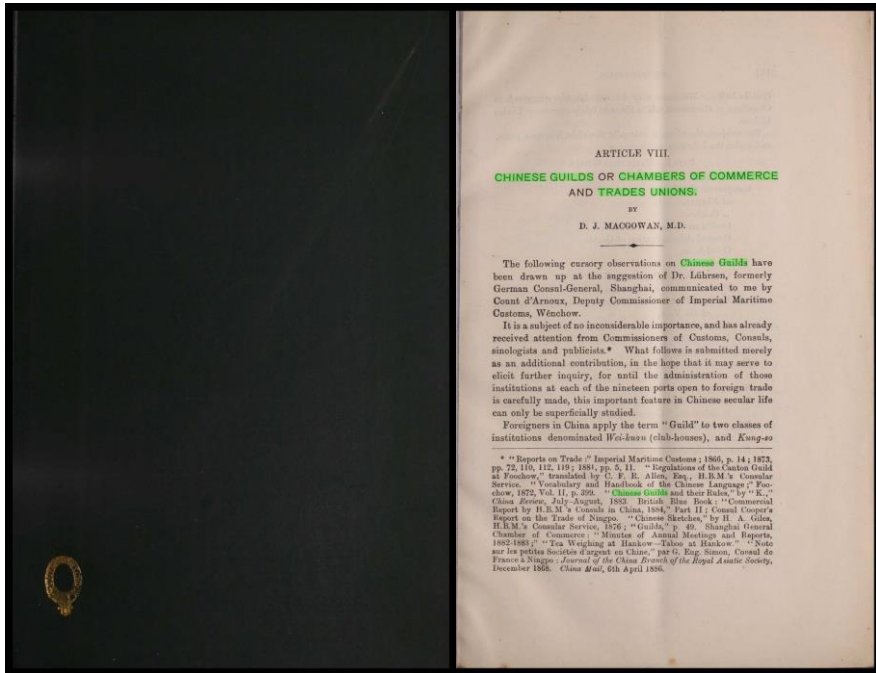 ARTICLE VIII.
CHINESE GUILDS OR CHAMBERS OF COMMERCE
AND TRADES UNIONS.
BY
D. J. MACGOWAN, M.D.
The following cursory observations on Chinese Guilds have
been drawn up at the suggestion of Dr. Lührsen, formerly
German Consul-General, Shanghai, communicated to me by
Count d'Arnoux, Deputy Commissioner of Imperial Maritime
Customs, Wênchow.
It is a subject of no inconsiderable importance, and has already
received attention from Commissioners of Customs, Consuls,
sinologists and publicists.* What follows is submitted merely
as an additional contribution, in the hope that it may serve to
elicit further inquiry, for until the administration of those
institutions at each of the nineteen ports open to foreign trade
is carefully made, this important feature in Chinese secular life
can only be superficially studied.
Foreigners in China apply the term "Guild" to two classes of
institutions denominated Wei-kuan (club-houses), and Kung-so
* "Reports on Trade:" Imperial Maritime Customs; 1866, p. 14; 1873,
pp. 72, 110, 112, 119; 1881, pp. 5, 11. "Regulations of the Canton Guild
at Foochow," translated by C. F. R. Allen, Esq., H.B.M.'s Consular
Service. "Vocabulary and Handbook of the Chinese Language;" Foo-
chow, 1872, Vol. II, p. 399. "Chinese Guilds and their Rules," by "K.,"
China Review, July-August, 1883. British Blue Book: "Commercial
Report by H.B.M's Consuls in China, 1884," Part II; Consul Cooper's
Report on the Trade of Ningpo. "Chinese Sketches," by H. A. Giles,
H.B.M.'s Consular Service, 1876; "Guilds," p. 49. Shanghai General
Chamber of Commerce: "Minutes of Annual Meetings and Reports,
1882-1883;" "Tea Weighing at Hankow—Taboo at Hankow." "Note
sur les petites Sociétés d'argent en Chine," par G. Eug. Simon, Consul de
France à Ningpo: Journal of the China Branch of the Royal Asiatic Society,
December 1868. China Mail, 6th April 1886.